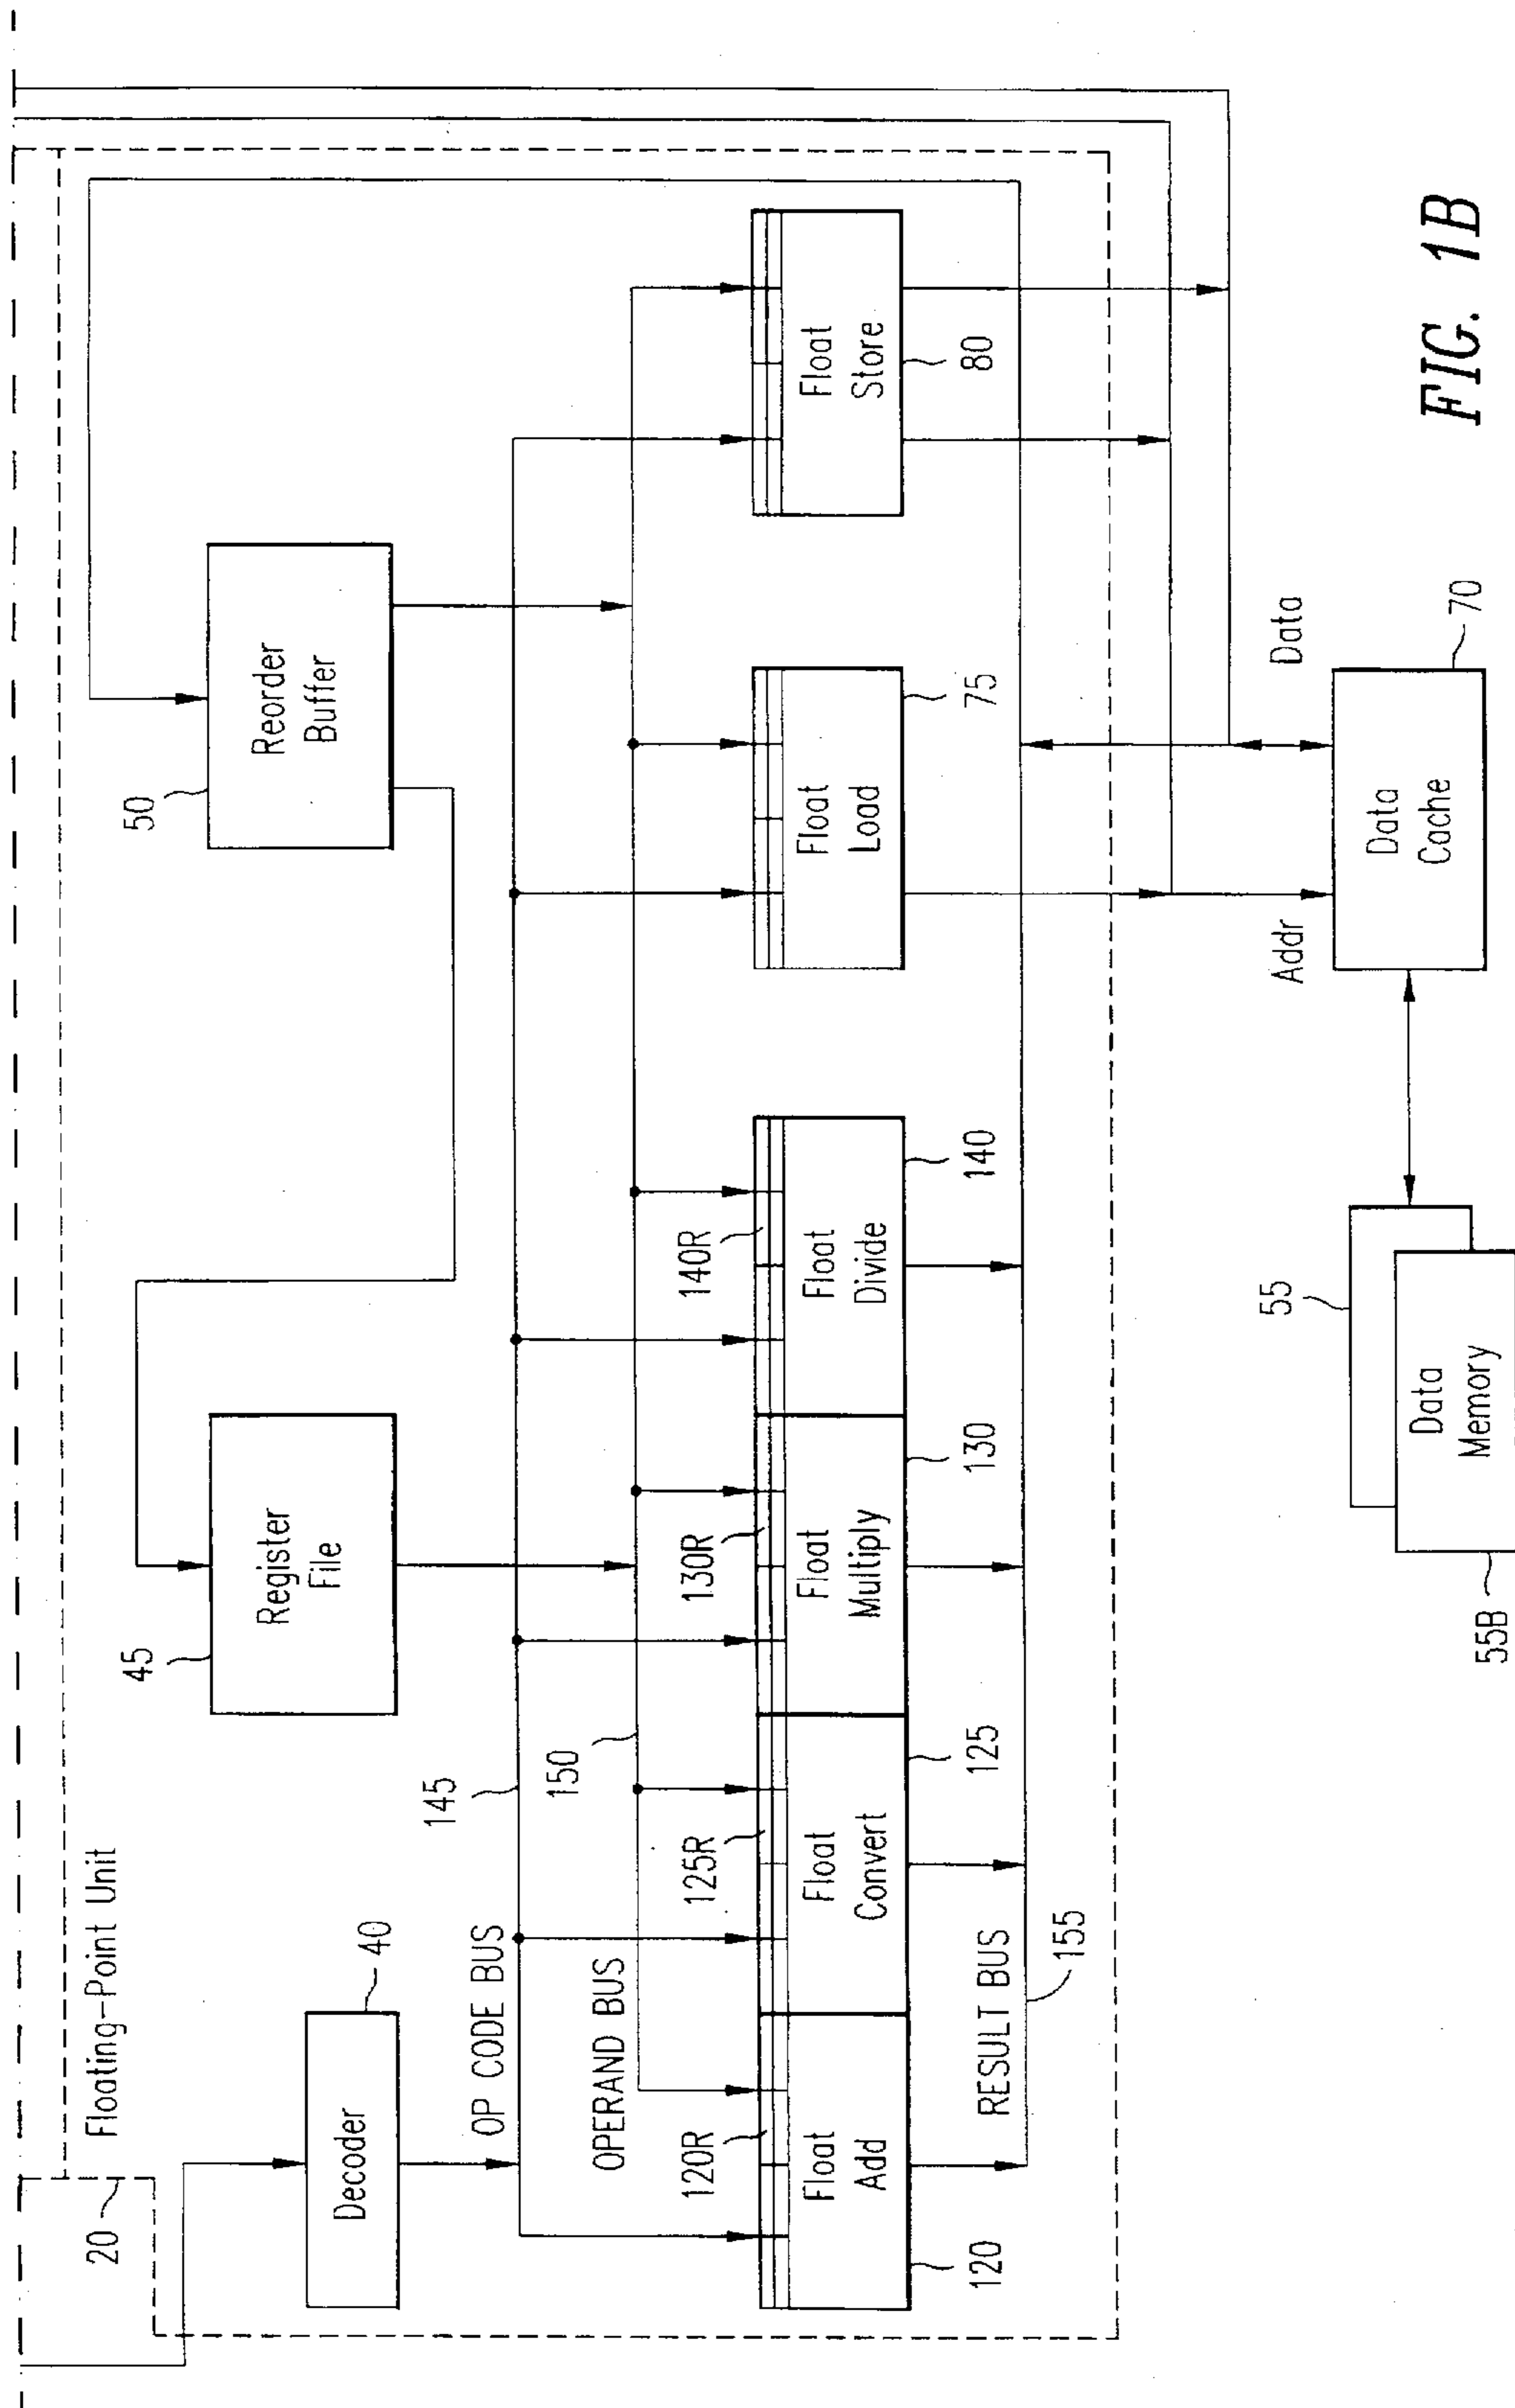 20
Floating-Point Unit
45
Register
File
50
Reorder
Buffer
Decoder
40
OP CODE BUS
145
OPERAND BUS
150
120R
125R
130R
140R
Float
Add
Float
Convert
Float
Multiply
Float
Divide
Float
Load
Float
Store
120
125
130
140
75
80
RESULT BUS
155
Addr
Data
55
Data
Cache
70
Data
Memory
55B
FIG. 1B